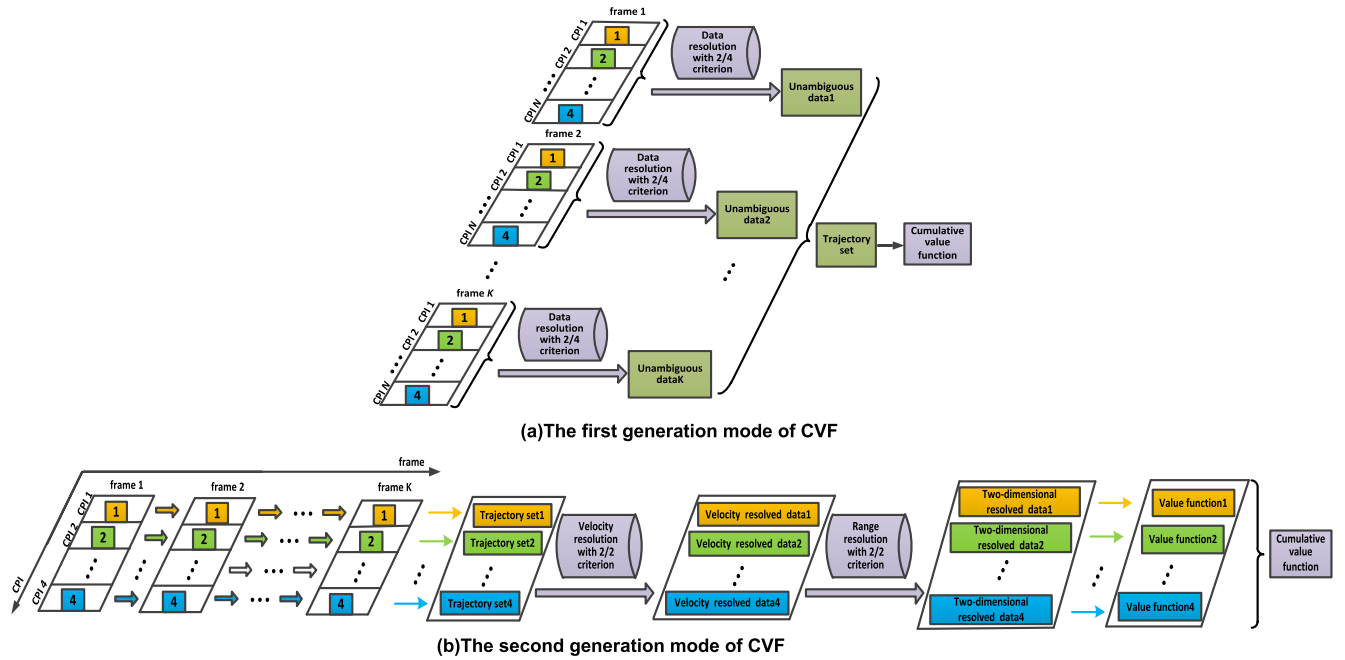 frame 1
CPI 1
CPI 2
CPI N
1
2
4
Data
resolution
with 2/4
criterion
Unambiguous
data1
frame 2
CPI 1
CPI 2
CPI N
1
2
4
Data
resolution
with 2/4
criterion
Unambiguous
data2
frame K
CPI 1
CPI 2
CPI N
1
2
4
Data
resolution
with 2/4
criterion
Unambiguous
dataK
Trajectory
set
Cumulative
value
function
(a)The first generation mode of CVF
frame
CPI
frame 1
frame 2
frame K
CPI 1
CPI 2
CPI 4
1
1
1
2
2
2
4
4
4
Trajectory set1
Trajectory set2
Trajectory set4
Velocity
resolution
with 2/2
criterion
Velocity resolved data1
Velocity resolved data2
Velocity resolved data4
Range
resolution
with 2/2
criterion
Two-dimensional
resolved data1
Two-dimensional
resolved data2
Two-dimensional
resolved data4
Value function1
Value function2
Value function4
Cumulative
value
function
(b)The second generation mode of CVF